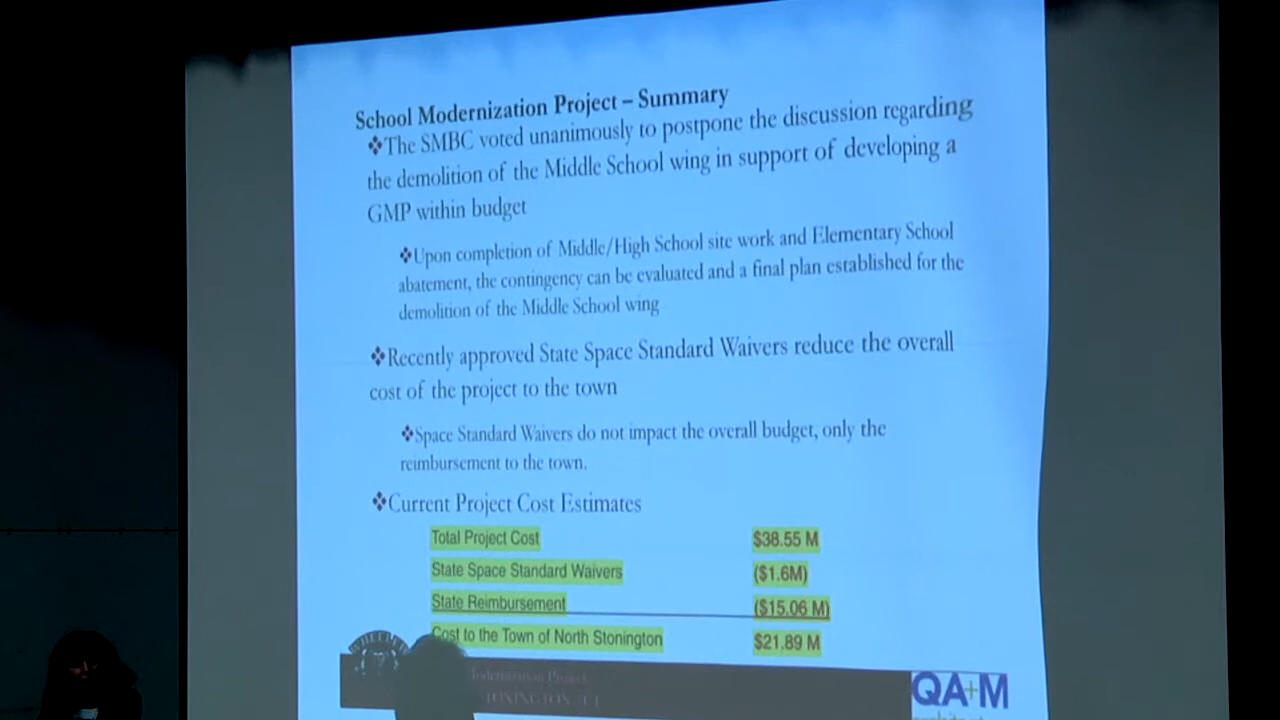 School Modernization Project – Summary
❖The SMBC voted unanimously to postpone the discussion regarding
the demolition of the Middle School wing in support of developing a
GMP within budget
❖Upon completion of Middle/High School site work and Elementary School
abatement, the contingency can be evaluated and a final plan established for the
demolition of the Middle School wing
❖Recently approved State Space Standard Waivers reduce the overall
cost of the project to the town
❖Space Standard Waivers do not impact the overall budget, only the
reimbursement to the town.
❖Current Project Cost Estimates
Total Project Cost $38.55 M
State Space Standard Waivers ($1.6M)
State Reimbursement ($15.06 M)
Cost to the Town of North Stonington $21.89 M
Modernization Project
QA+M